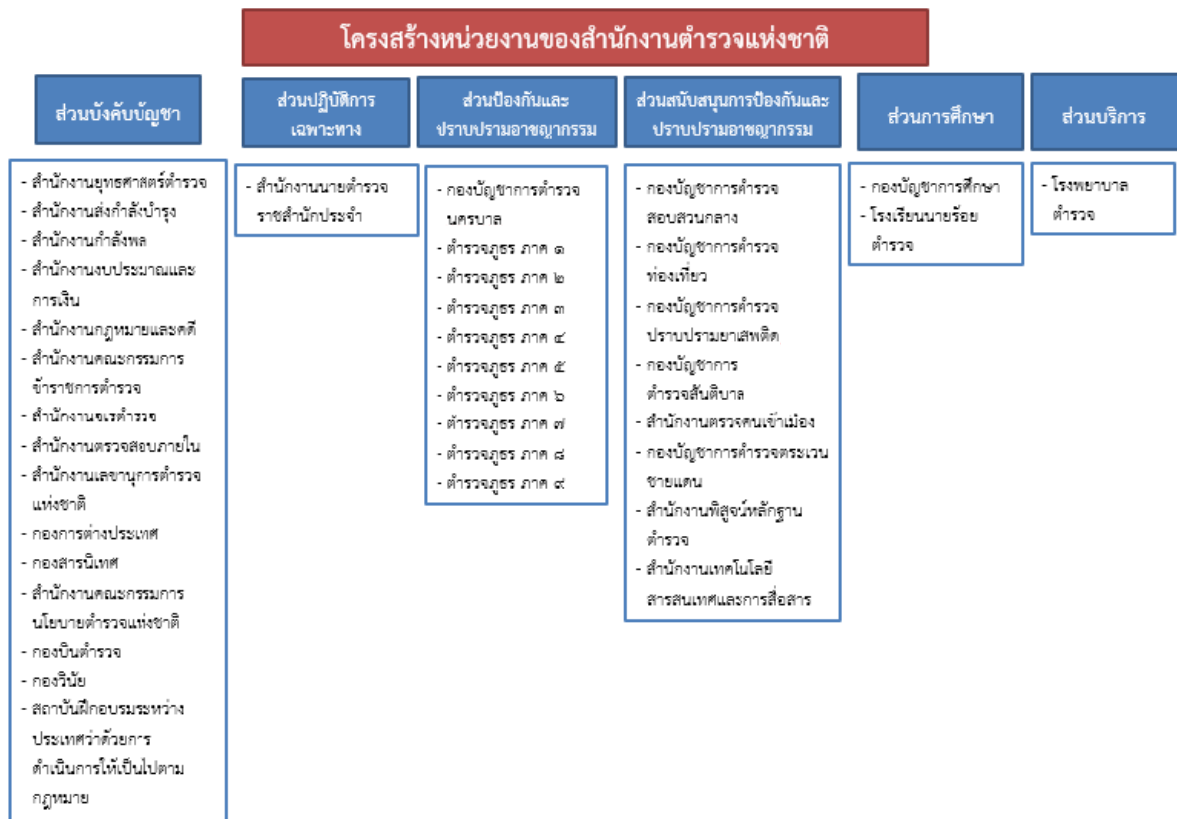 โครงสร้างหน่วยงานของสำนักงานตำรวจแห่งชาติ
ส่วนบังคับบัญชา
- สำนักงานยุทธศาสตร์ตำรวจ
- สำนักงานส่งกำลังบำรุง
- สำนักงานกำลังพล
- สำนักงานงบประมาณและ
การเงิน
- สำนักงานกฎหมายและคดี
- สำนักงานคณะกรรมการ
ข้าราชการตำรวจ
- สำนักงานจเรตำรวจ
- สำนักงานตรวจสอบภายใน
- สำนักงานเลขานุการตำรวจ
แห่งชาติ
- กองการต่างประเทศ
- กองสารนิเทศ
- สำนักงานคณะกรรมการ
นโยบายตำรวจแห่งชาติ
- กองบินตำรวจ
- กองวินัย
- สถาบันฝึกอบรมระหว่าง
ประเทศว่าด้วยการ
ดำเนินการให้เป็นไปตาม
กฎหมาย
ส่วนปฏิบัติการ
เฉพาะทาง
- สำนักงานนายตำรวจ
ราชสำนักประจำ
ส่วนป้องกันและ
ปราบปรามอาชญากรรม
- กองบัญชาการตำรวจ
นครบาล
- ตำรวจภูธร ภาค ๑
- ตำรวจภูธร ภาค ๒
- ตำรวจภูธร ภาค ๓
- ตำรวจภูธร ภาค ๔
- ตำรวจภูธร ภาค ๕
- ตำรวจภูธร ภาค ๖
- ตำรวจภูธร ภาค ๗
- ตำรวจภูธร ภาค ๘
- ตำรวจภูธร ภาค ๙
ส่วนสนับสนุนการป้องกันและ
ปราบปรามอาชญากรรม
- กองบัญชาการตำรวจ
สอบสวนกลาง
- กองบัญชาการตำรวจ
ท่องเที่ยว
- กองบัญชาการตำรวจ
ปราบปรามยาเสพติด
- กองบัญชาการ
ตำรวจสันติบาล
- สำนักงานตรวจคนเข้าเมือง
- กองบัญชาการตำรวจตระเวน
ชายแดน
- สำนักงานพิสูจน์หลักฐาน
ตำรวจ
- สำนักงานเทคโนโลยี
สารสนเทศและการสื่อสาร
ส่วนการศึกษา
- กองบัญชาการศึกษา
- โรงเรียนนายร้อย
ตำรวจ
ส่วนบริการ
- โรงพยาบาล
ตำรวจ